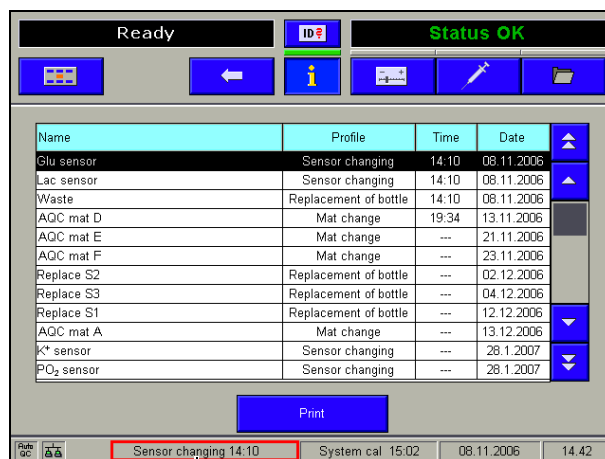 Ready
ID?
Status OK
i
Name Profile Time Date
Glu sensor Sensor changing 14:10 08.11.2006
Lac sensor Sensor changing 14:10 08.11.2006
Waste Replacement of bottle 14:10 08.11.2006
AQC mat D Mat change 19:34 13.11.2006
AQC mat E Mat change --- 21.11.2006
AQC mat F Mat change --- 23.11.2006
Replace S2 Replacement of bottle --- 02.12.2006
Replace S3 Replacement of bottle --- 04.12.2006
Replace S1 Replacement of bottle --- 12.12.2006
AQC mat A Mat change --- 13.12.2006
K⁺ sensor Sensor changing --- 28.1.2007
PO₂ sensor Sensor changing --- 28.1.2007
Print
Auto QC Sensor changing 14:10 System cal 15:02 08.11.2006 14.42